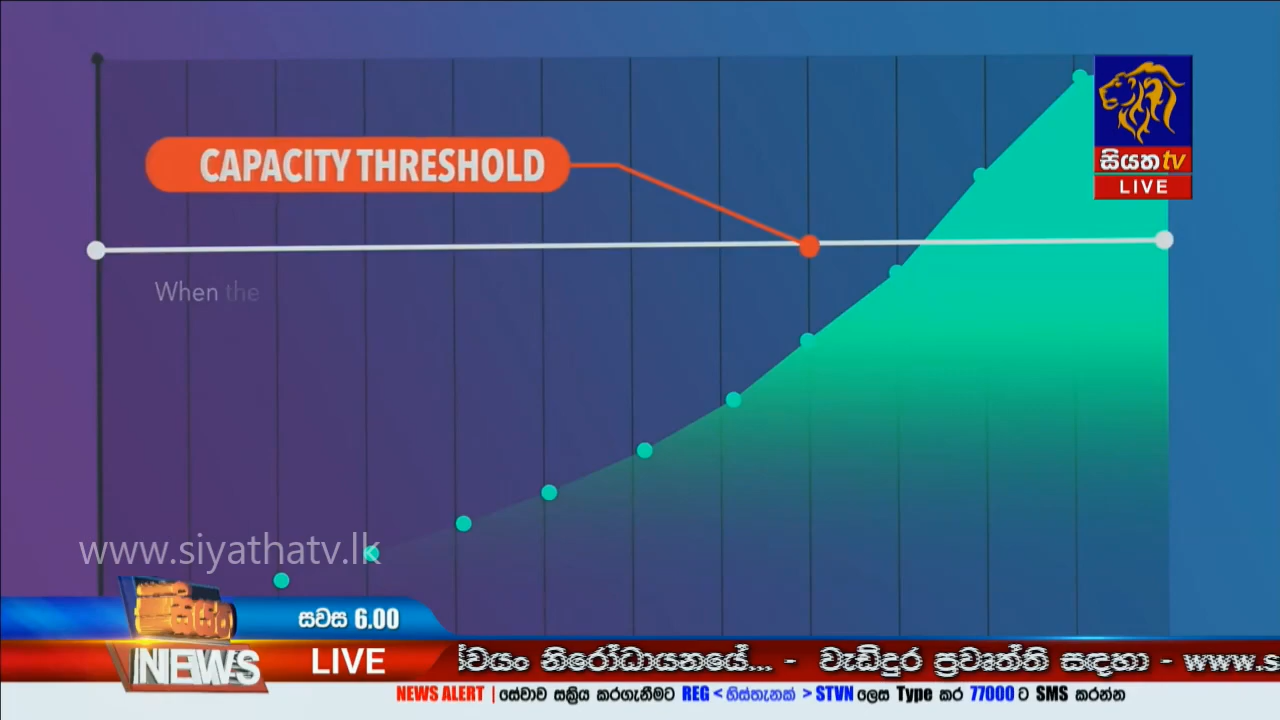 CAPACITY THRESHOLD
සියත tv
LIVE
When the
www.siyathatv.lk
සවස 6.00
NEWS
LIVE
ස්වයං නිරෝධායනයේ... - වැඩිදුර ප්‍රවෘත්ති සඳහා - www.s
NEWS ALERT | සේවාව සක්‍රිය කරගැනීමට REG < හිස්තැනක් > STVN ලෙස Type කර 77000 ට SMS කරන්න